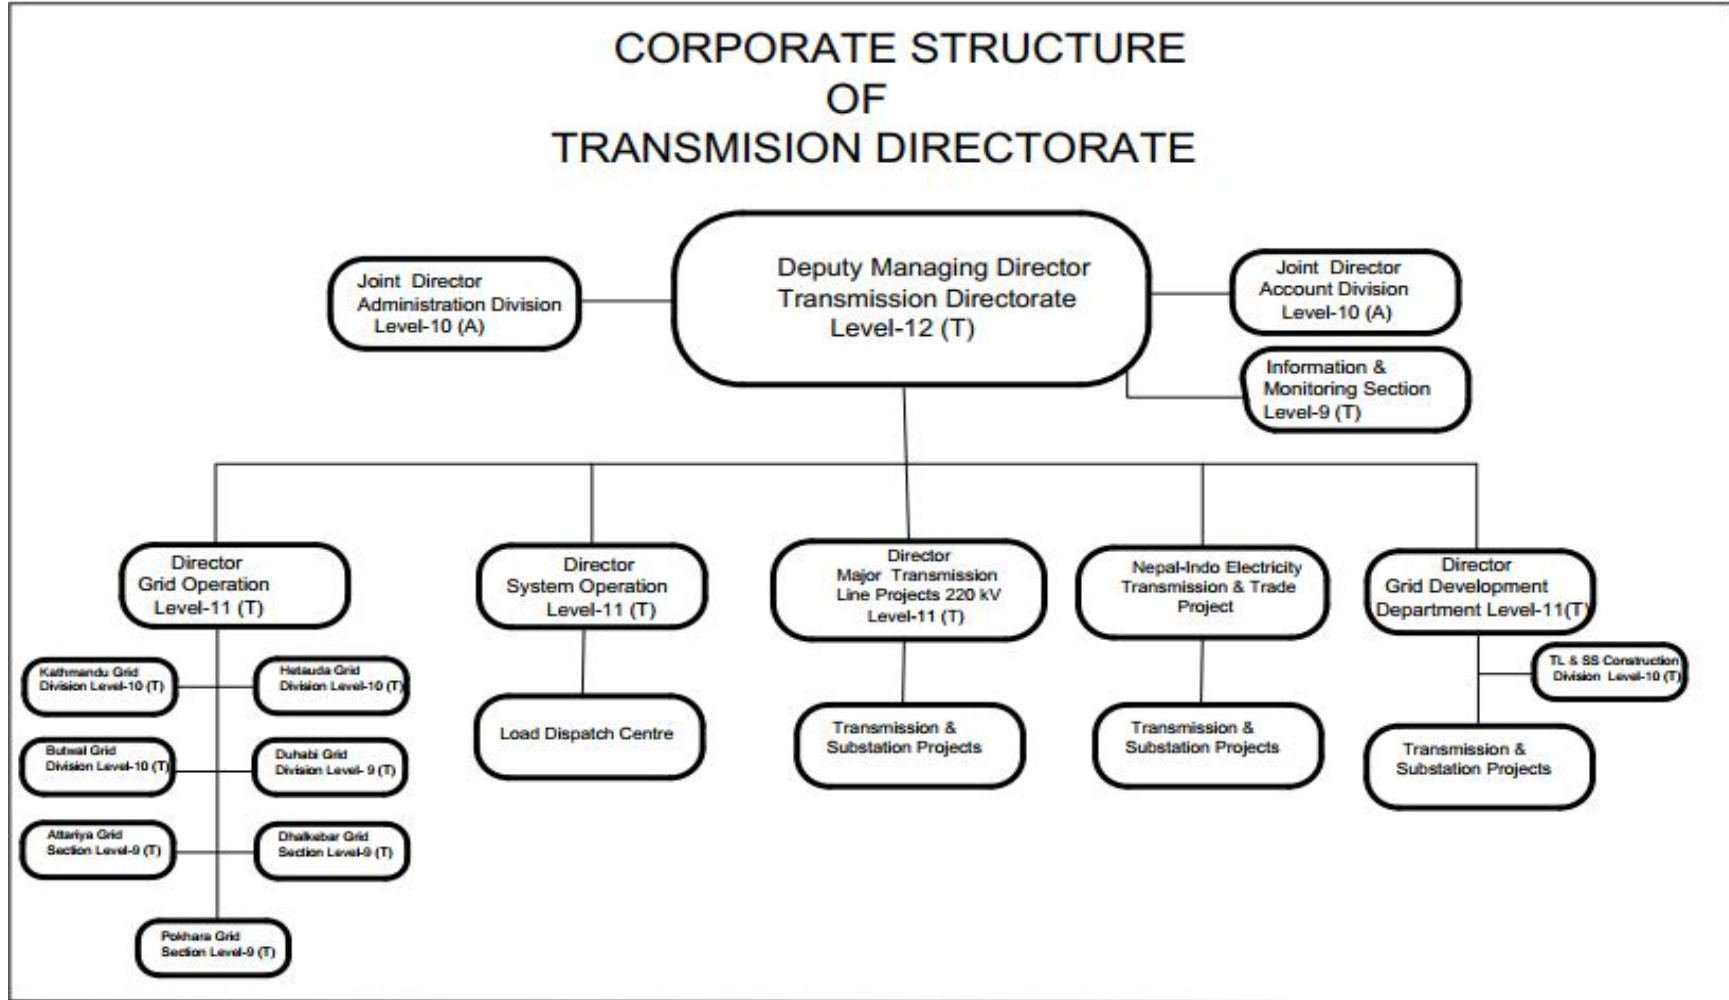 CORPORATE STRUCTURE
OF
TRANSMISION DIRECTORATE
Joint Director
Administration Division
Level-10 (A)
Deputy Managing Director
Transmission Directorate
Level-12 (T)
Joint Director
Account Division
Level-10 (A)
Information &
Monitoring Section
Level-9 (T)
Director
Grid Operation
Level-11 (T)
Director
System Operation
Level-11 (T)
Director
Major Transmission
Line Projects 220 kV
Level-11 (T)
Nepal-Indo Electricity
Transmission & Trade
Project
Director
Grid Development
Department Level-11(T)
Kathmandu Grid
Division Level-10 (T)
Hetauda Grid
Division Level-10 (T)
Butwal Grid
Division Level-10 (T)
Duhabi Grid
Division Level- 9 (T)
Attariya Grid
Section Level-9 (T)
Dhalkebar Grid
Section Level-9 (T)
Pokhara Grid
Section Level-9 (T)
Load Dispatch Centre
Transmission &
Substation Projects
Transmission &
Substation Projects
TL & SS Construction
Division Level-10 (T)
Transmission &
Substation Projects